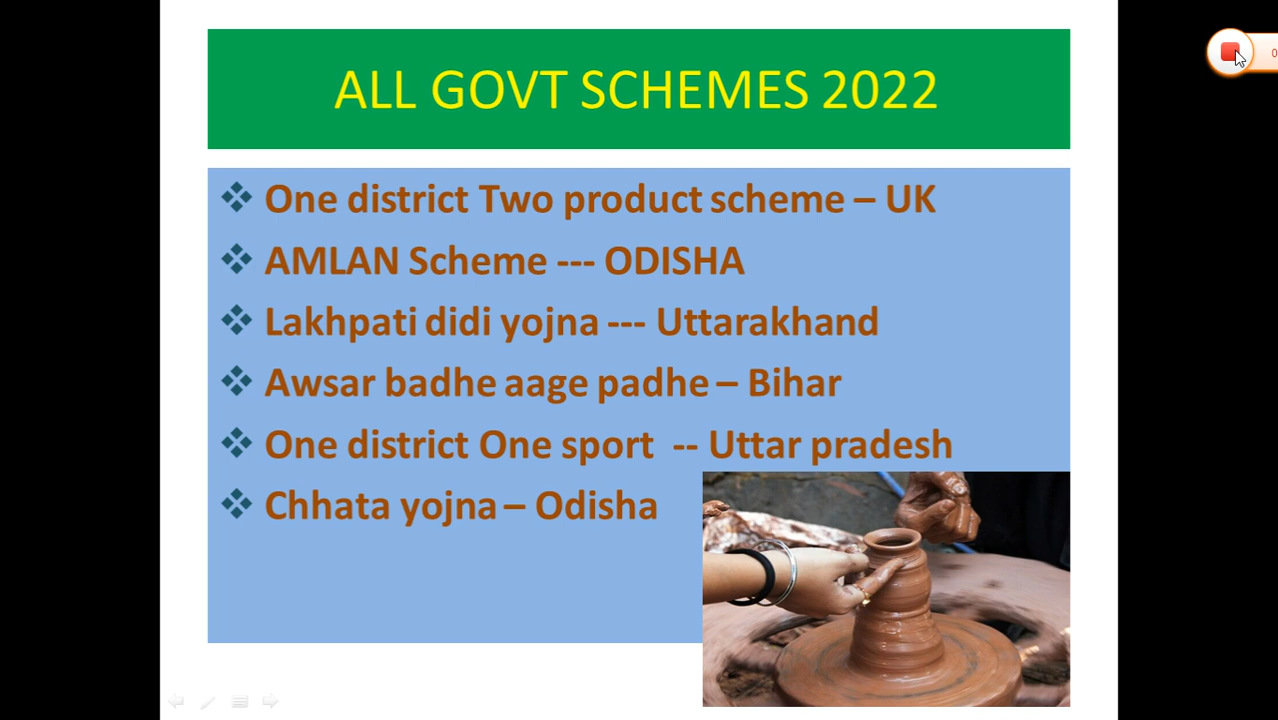 ALL GOVT SCHEMES 2022
One district Two product scheme – UK
AMLAN Scheme --- ODISHA
Lakhpati didi yojna --- Uttarakhand
Awsar badhe aage padhe – Bihar
One district One sport -- Uttar pradesh
Chhata yojna – Odisha
0